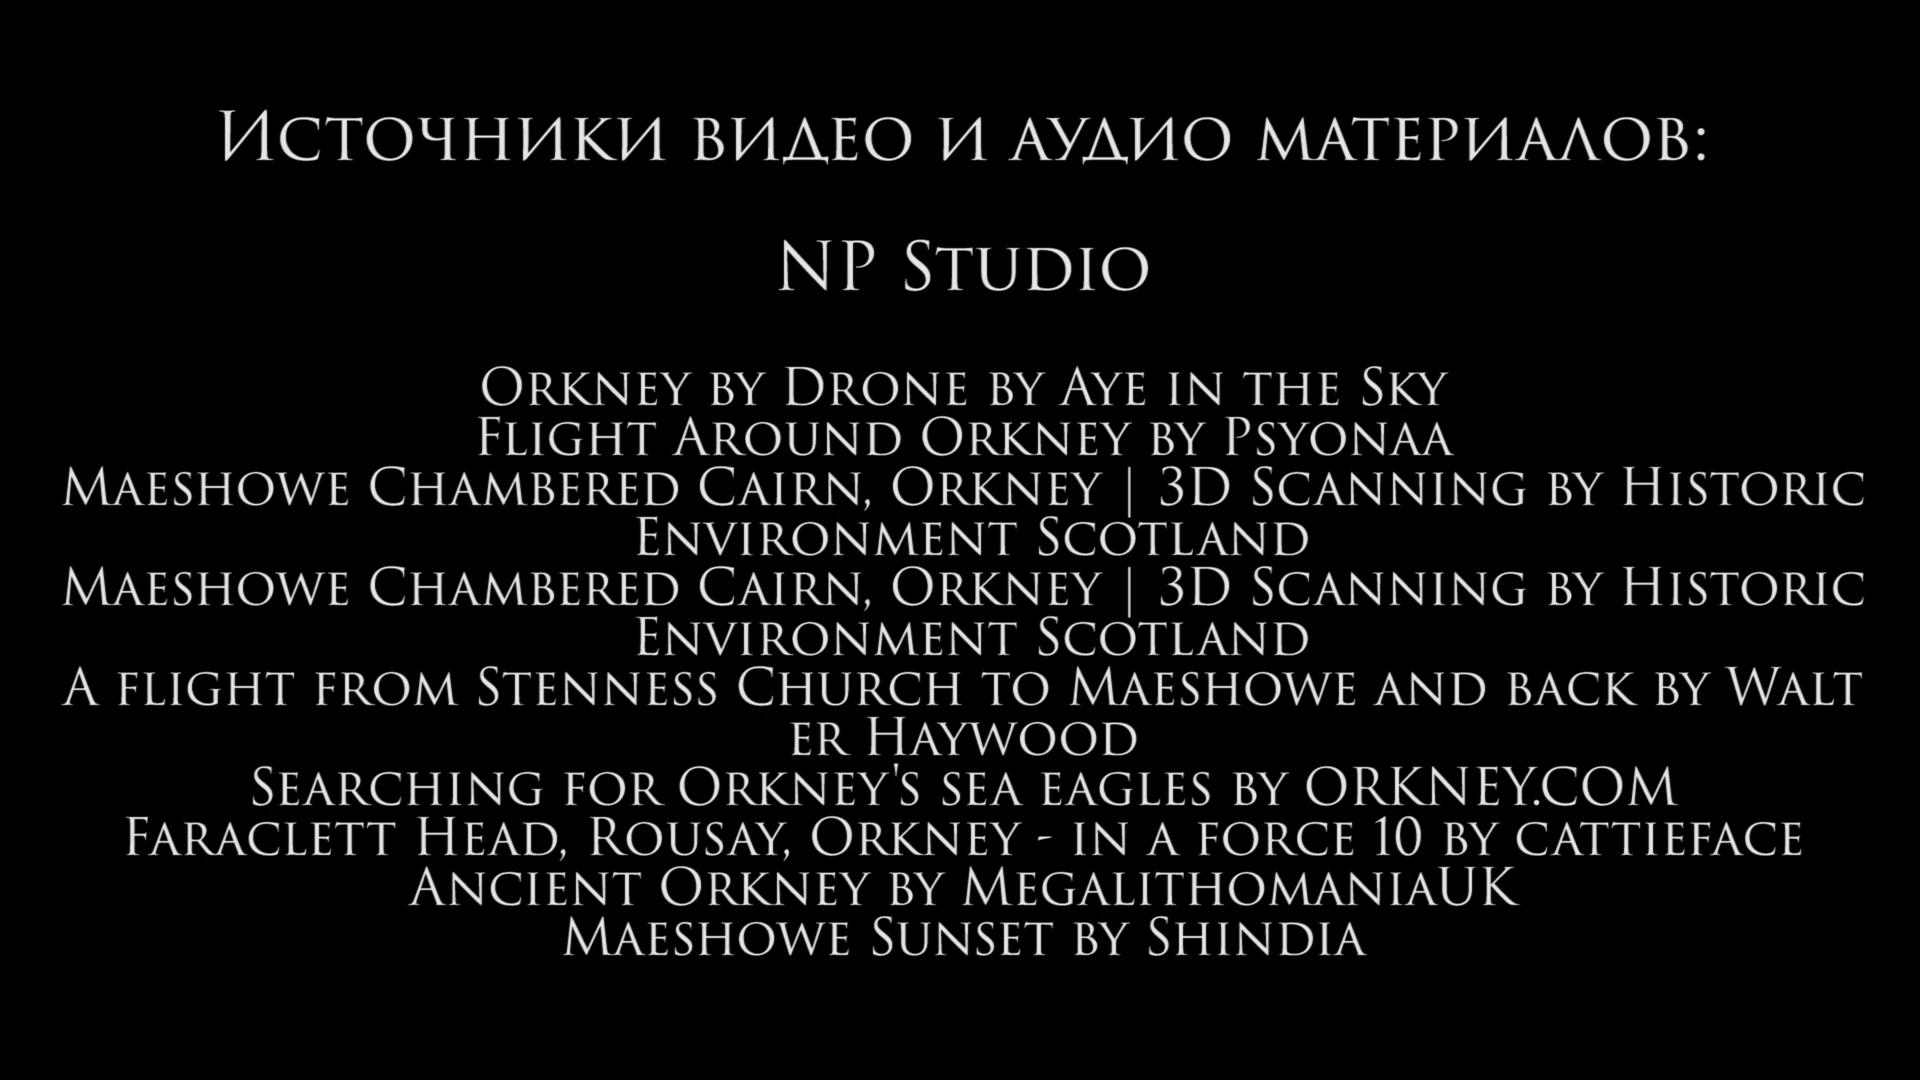 Источники видео и аудио материалов:
NP Studio
Orkney by Drone by Aye in the Sky
Flight Around Orkney by Psyonaa
Maeshowe Chambered Cairn, Orkney | 3D Scanning by Historic
Environment Scotland
Maeshowe Chambered Cairn, Orkney | 3D Scanning by Historic
Environment Scotland
A flight from Stenness Church to Maeshowe and back by Walt
er Haywood
Searching for Orkney's sea eagles by ORKNEY.COM
Faraclett Head, Rousay, Orkney - in a force 10 by cattieface
Ancient Orkney by MegalithomaniaUK
Maeshowe Sunset by Shindia